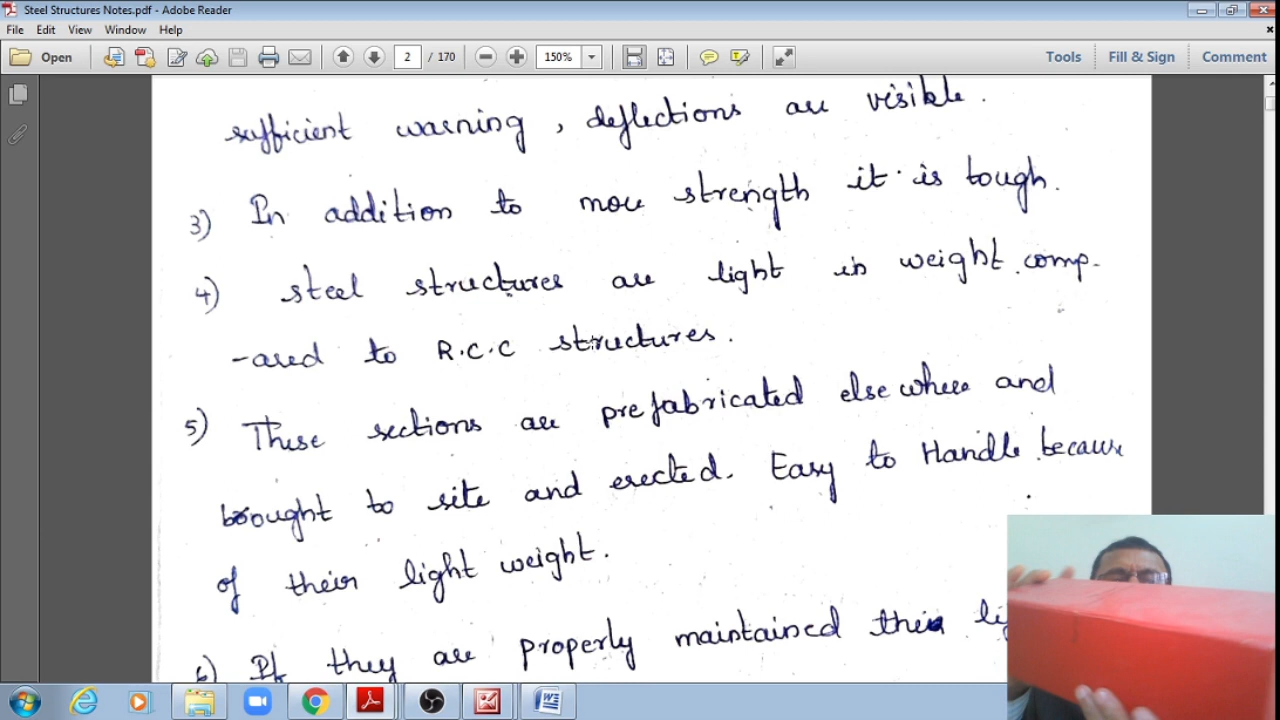 Steel Structures Notes.pdf - Adobe Reader
File Edit View Window Help
Open 2 / 170 150% Tools Fill & Sign Comment
sufficient warning, deflections are visible.
3) In addition to more strength it is tough.
4) Steel structures are light in weight comp-
-ared to R.C.C structures.
5) These sections are prefabricated elsewhere and
brought to site and erected. Easy to Handle because
of their light weight.
6) If they are properly maintained their